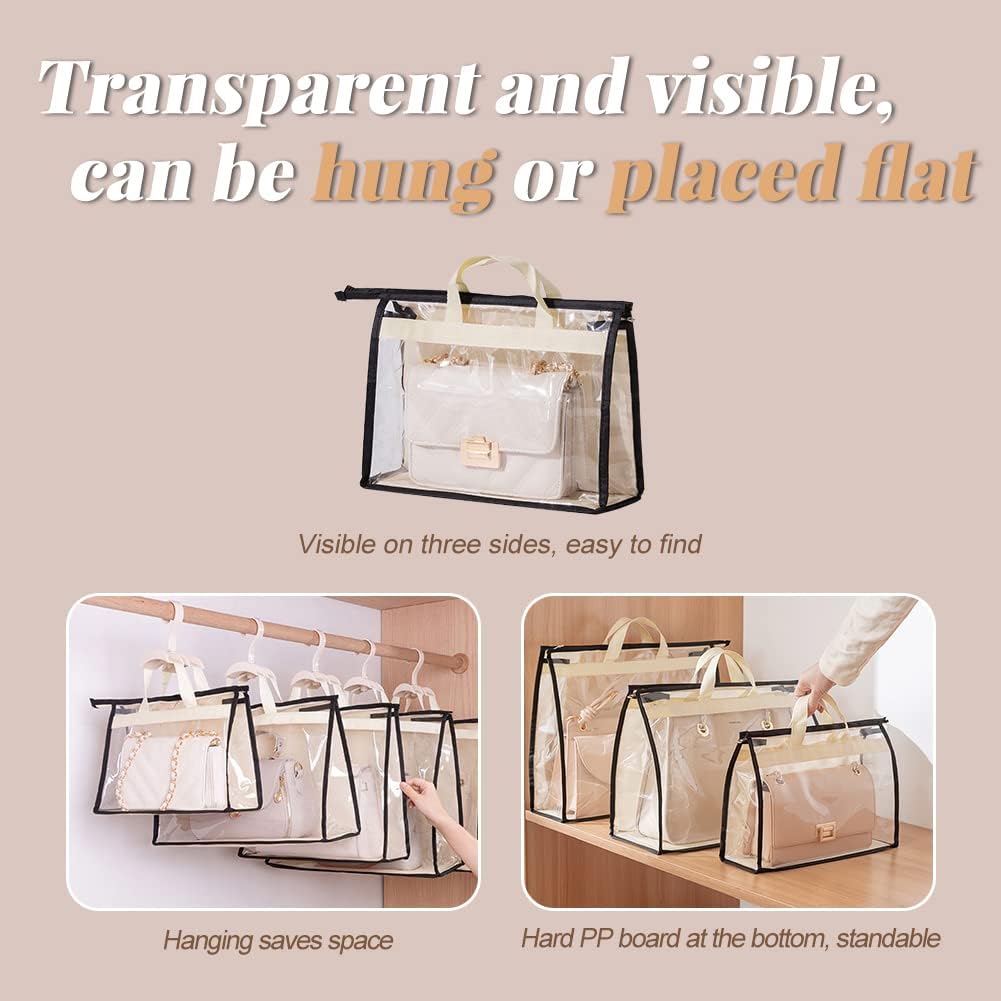 Transparent and visible,
can be hung or placed flat
Visible on three sides, easy to find
Hanging saves space
Hard PP board at the bottom, standable